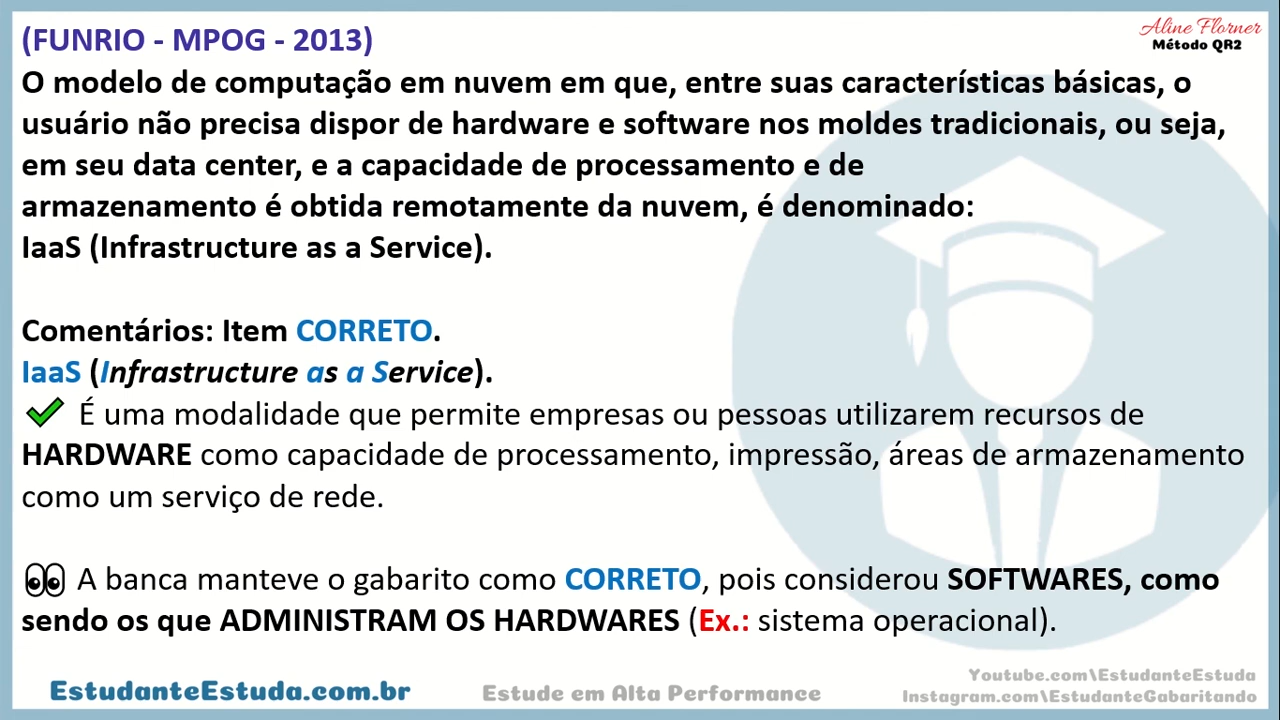 (FUNRIO - MPOG - 2013)
Aline Florner
Método QR2
O modelo de computação em nuvem em que, entre suas características básicas, o
usuário não precisa dispor de hardware e software nos moldes tradicionais, ou seja,
em seu data center, e a capacidade de processamento e de
armazenamento é obtida remotamente da nuvem, é denominado:
IaaS (Infrastructure as a Service).
Comentários: Item CORRETO.
IaaS (Infrastructure as a Service).
É uma modalidade que permite empresas ou pessoas utilizarem recursos de
HARDWARE como capacidade de processamento, impressão, áreas de armazenamento
como um serviço de rede.
A banca manteve o gabarito como CORRETO, pois considerou SOFTWARES, como
sendo os que ADMINISTRAM OS HARDWARES (Ex.: sistema operacional).
EstudanteEstuda.com.br
Estude em Alta Performance
Youtube.com\EstudanteEstuda
Instagram.com\EstudanteGabaritando